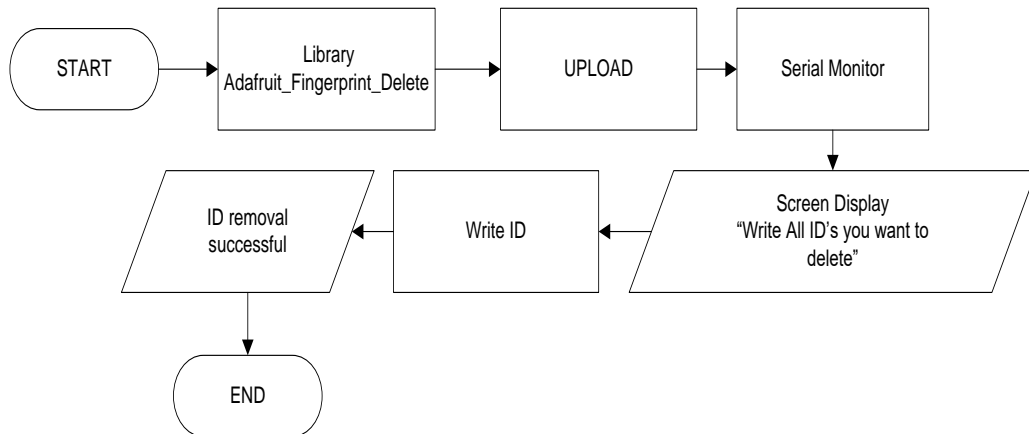 START
Library
Adafruit_Fingerprint_Delete
UPLOAD
Serial Monitor
Screen Display
“Write All ID’s you want to
delete”
Write ID
ID removal
successful
END